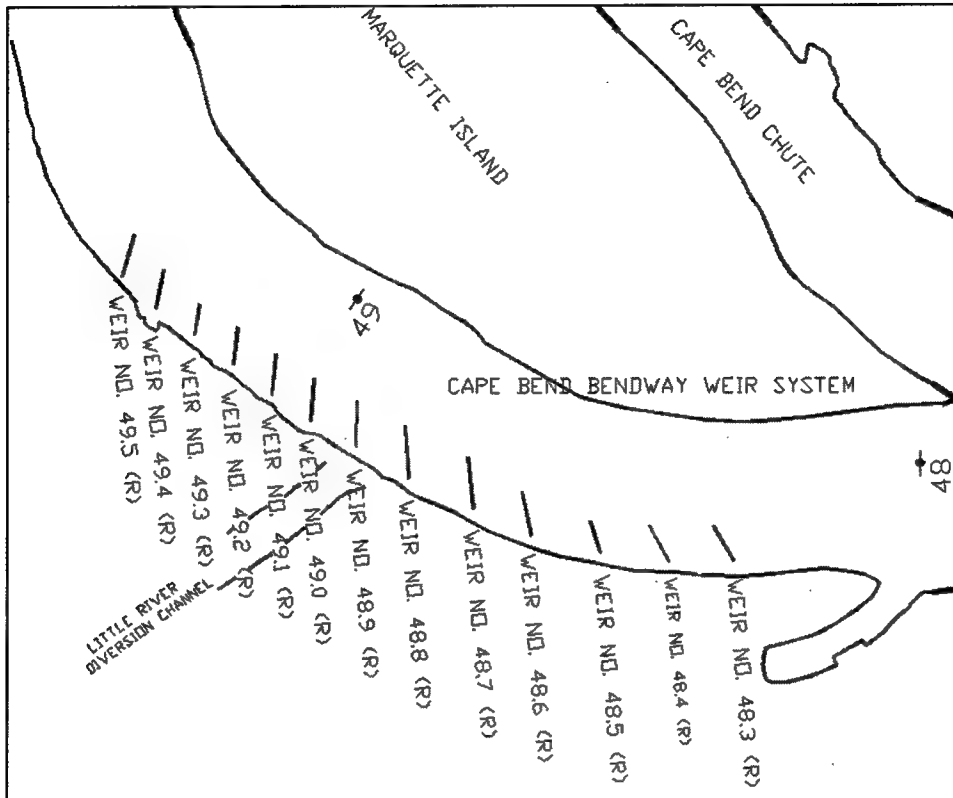 MARQUETTE ISLAND
CAPE BEND CHUTE
49
CAPE BEND BENDWAY WEIR SYSTEM
48
WEIR NO. 49.5 (R)
WEIR NO. 49.4 (R)
WEIR NO. 49.3 (R)
WEIR NO. 49.2 (R)
WEIR NO. 49.1 (R)
WEIR NO. 49.0 (R)
WEIR NO. 48.9 (R)
WEIR NO. 48.8 (R)
WEIR NO. 48.7 (R)
WEIR NO. 48.6 (R)
WEIR NO. 48.5 (R)
WEIR NO. 48.4 (R)
WEIR NO. 48.3 (R)
LITTLE RIVER
DIVERSION CHANNEL